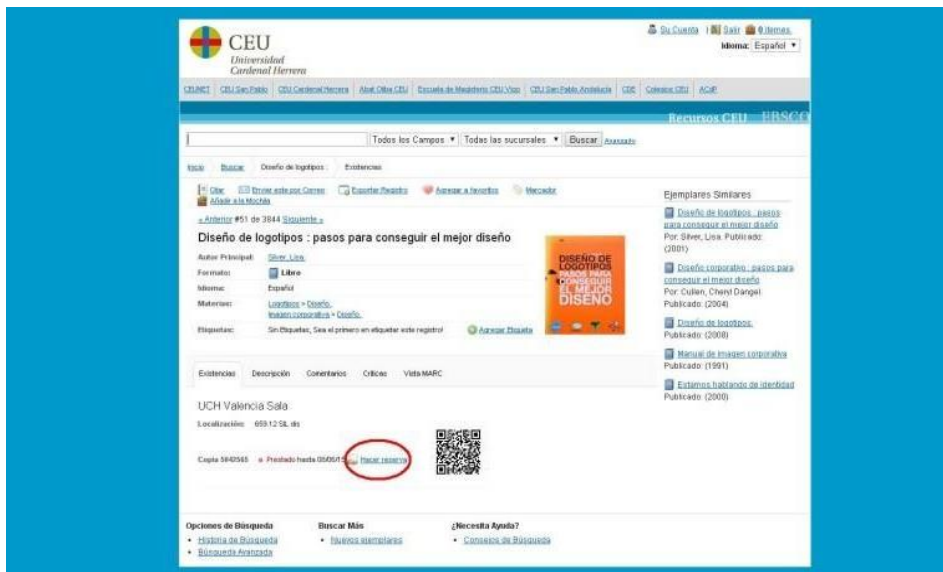 CEU
Universidad
Cardenal Herrera
Su Cuenta | Salir 0 ítemes.
Idioma: Español
CEUNET CEU San Pablo CEU Cardenal Herrera Abat Oliba CEU Escuela de Magisterio CEU Vigo CEU San Pablo Andalucía CDE Colegios CEU ACdP
Recursos CEU EBSCO
Todos los Campos Todas las sucursales Buscar Avanzado
Inicio Buscar Diseño de logotipos : Existencias
Citar Enviar este por Correo Exportar Registro Agregar a favoritos Marcador
Añadir a la Mochila
« Anterior #51 de 3844 Siguiente »
Diseño de logotipos : pasos para conseguir el mejor diseño
Autor Principal: Silver, Lisa.
Formato: Libro
Idioma: Español
Materias: Logotipos > Diseño.
Imagen corporativa > Diseño.
Etiquetas: Sin Etiquetas, Sea el primero en etiquetar este registro! Agregar Etiqueta
DISEÑO DE
LOGOTIPOS
PASOS PARA
CONSEGUIR
EL MEJOR
DISEÑO
Existencias Descripción Comentarios Críticas Vista MARC
UCH Valencia Sala
Localización: 659.12 SIL dis
Copia 5640565 Prestado hasta 05/05/15 Hacer reserva
Ejemplares Similares
Diseño de logotipos : pasos
para conseguir el mejor diseño
Por: Silver, Lisa. Publicado:
(2001)
Diseño corporativo : pasos para
conseguir el mejor diseño
Por: Cullen, Cheryl Dangel.
Publicado: (2004)
Diseño de logotipos.
Publicado: (2008)
Manual de imagen corporativa
Publicado: (1991)
Estamos hablando de identidad
Publicado: (2000)
Opciones de Búsqueda
Historia de Búsqueda
Búsqueda Avanzada
Buscar Más
Nuevos ejemplares
¿Necesita Ayuda?
Consejos de Búsqueda